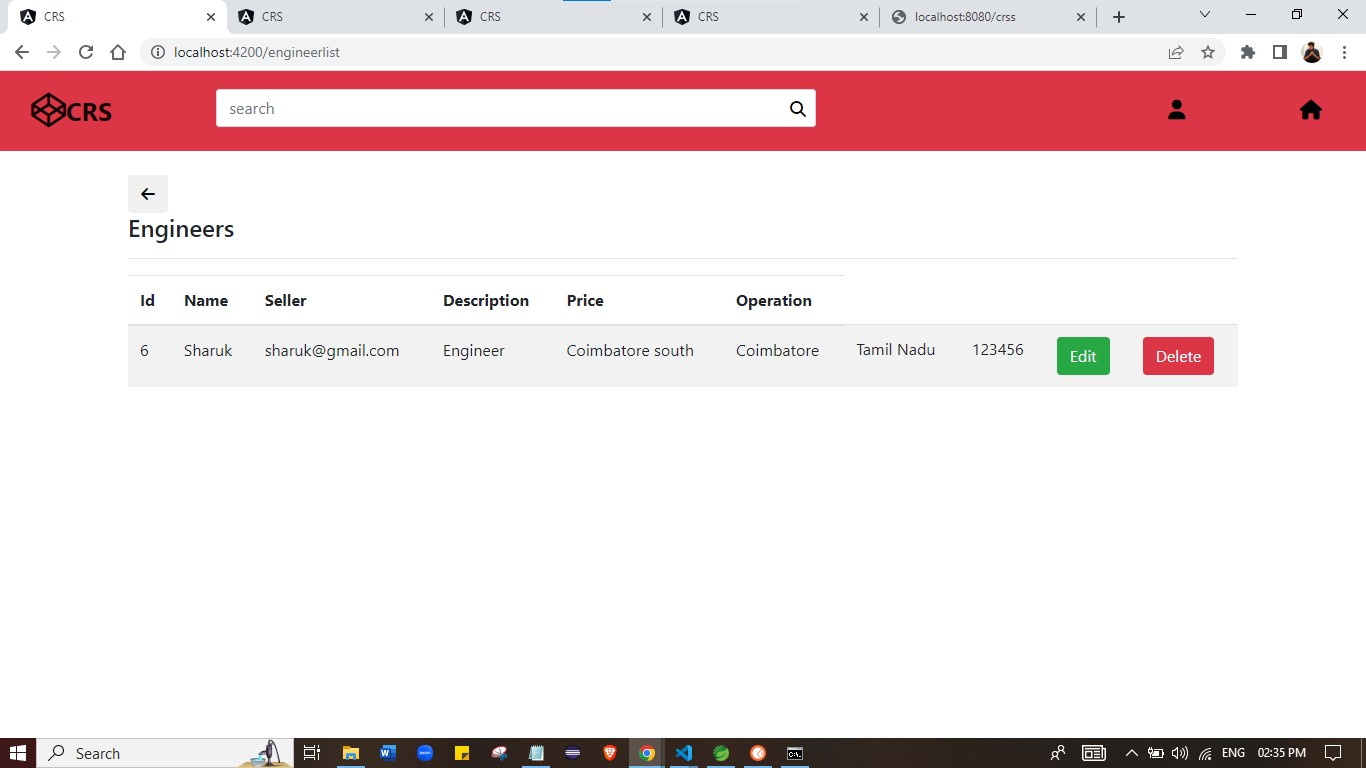 CRS CRS CRS CRS localhost:8080/crss
localhost:4200/engineerlist
CRS search
Engineers
Id Name Seller Description Price Operation
6 Sharuk sharuk@gmail.com Engineer Coimbatore south Coimbatore Tamil Nadu 123456 Edit Delete
Search ENG 02:35 PM